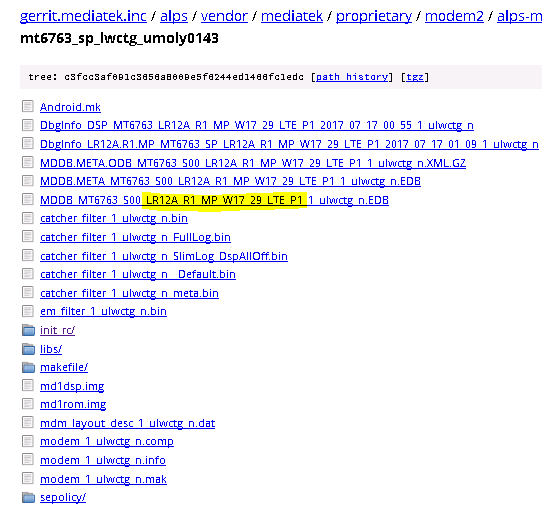 gerrit.mediatek.inc / alps / vendor / mediatek / proprietary / modem2 / alps-m
mt6763_sp_lwctg_umoly0143
tree: c3fcc3af091c3650a8009e5f0244ed1466fc1edc [path history] [tgz]
Android.mk
DbgInfo_DSP_MT6763_LR12A_R1_MP_W17_29_LTE_P1_2017_07_17_00_55_1_ulwctg_n
DbgInfo_LR12A.R1.MP_MT6763_SP_LR12A_R1_MP_W17_29_LTE_P1_2017_07_17_01_09_1_ulwctg_n
MDDB.META.ODB_MT6763_S00_LR12A_R1_MP_W17_29_LTE_P1_1_ulwctg_n.XML.GZ
MDDB.META_MT6763_S00_LR12A_R1_MP_W17_29_LTE_P1_1_ulwctg_n.EDB
MDDB_MT6763_S00_LR12A_R1_MP_W17_29_LTE_P1_1_ulwctg_n.EDB
catcher_filter_1_ulwctg_n.bin
catcher_filter_1_ulwctg_n_FullLog.bin
catcher_filter_1_ulwctg_n_SlimLog_DspAllOff.bin
catcher_filter_1_ulwctg_n__Default.bin
catcher_filter_1_ulwctg_n_meta.bin
em_filter_1_ulwctg_n.bin
init_rc/
libs/
makefile/
md1dsp.img
md1rom.img
mdm_layout_desc_1_ulwctg_n.dat
modem_1_ulwctg_n.comp
modem_1_ulwctg_n.info
modem_1_ulwctg_n.mak
sepolicy/